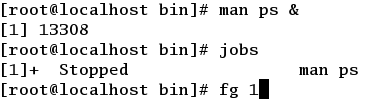 [root@localhost bin]# man ps &
[1] 13308
[root@localhost bin]# jobs
[1]+  Stopped                 man ps
[root@localhost bin]# fg 1